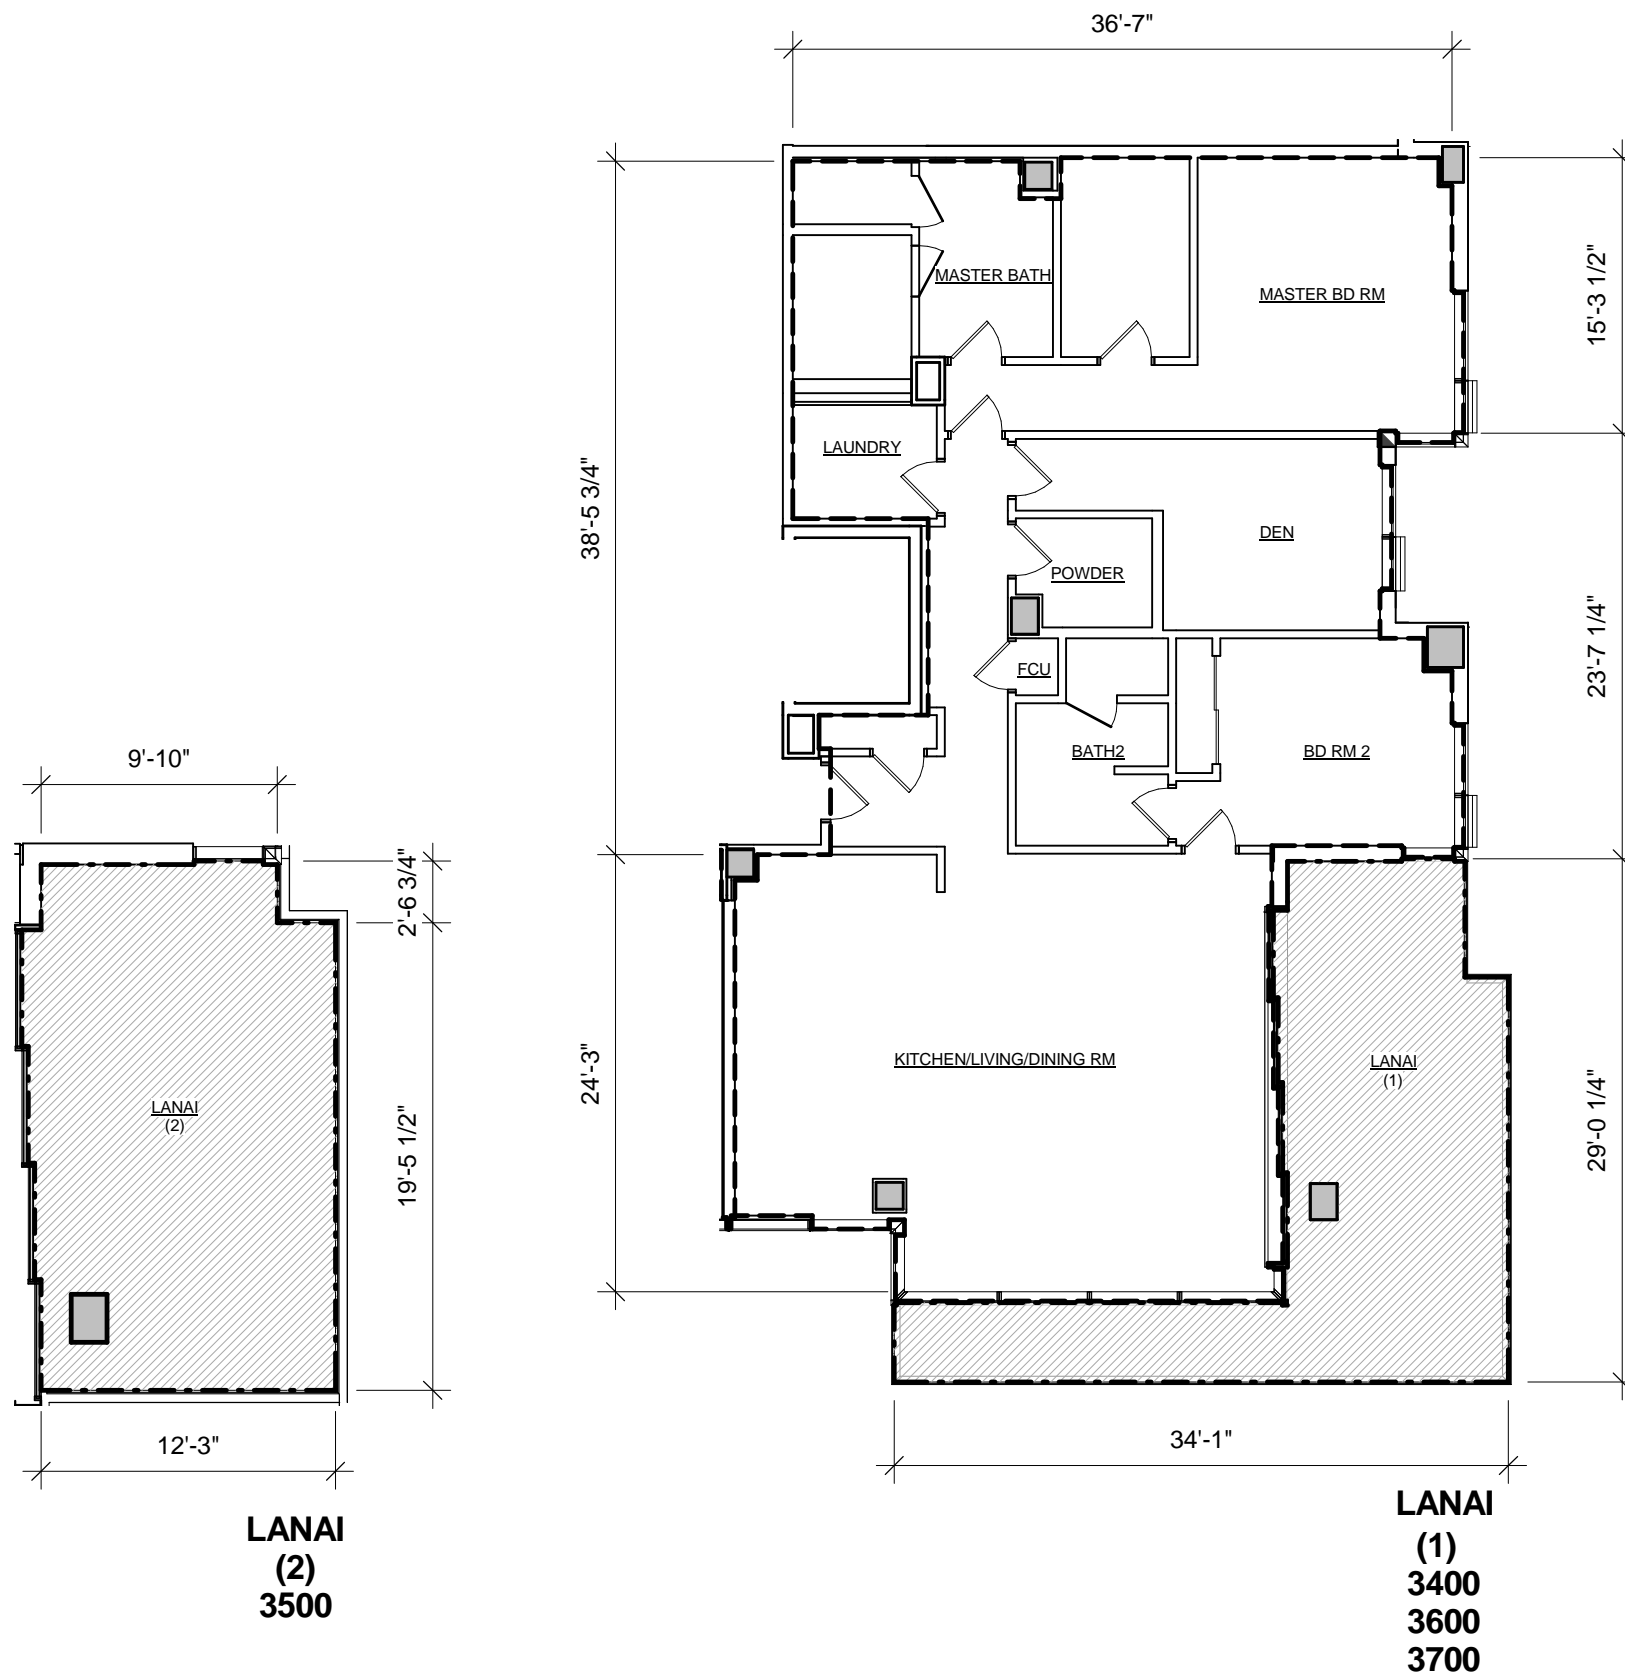 36'-7"
MASTER BATH
MASTER BD RM
15'-3 1/2"
LAUNDRY
38'-5 3/4"
DEN
POWDER
FCU
23'-7 1/4"
BATH2
BD RM 2
9'-10"
2'-6 3/4"
KITCHEN/LIVING/DINING RM
LANAI
(1)
24'-3"
LANAI
(2)
19'-5 1/2"
29'-0 1/4"
12'-3"
34'-1"
LANAI
(2)
3500
LANAI
(1)
3400
3600
3700